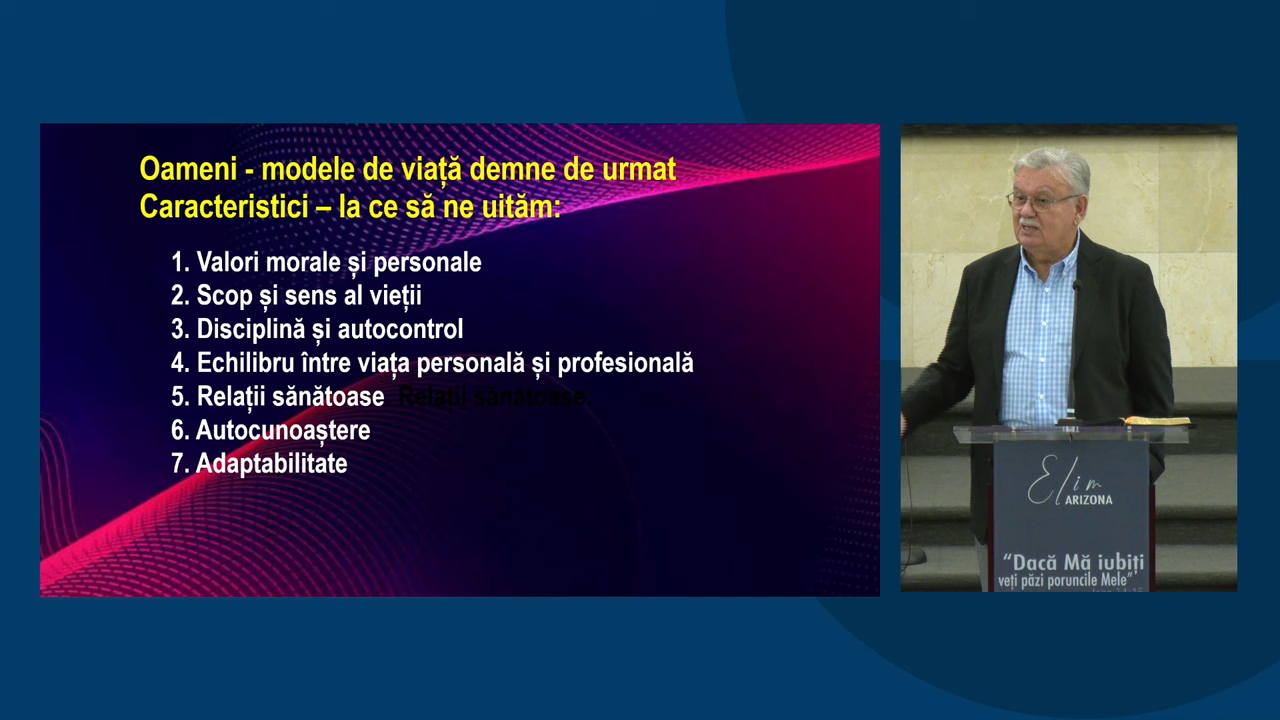 Oameni - modele de viață demne de urmat
Caracteristici – la ce să ne uităm:
1. Valori morale și personale
2. Scop și sens al vieții
3. Disciplină și autocontrol
4. Echilibru între viața personală și profesională
5. Relații sănătoase Relații sănătoase.
6. Autocunoaștere
7. Adaptabilitate
Elim
ARIZONA
“Dacă Mă iubiți
veți păzi poruncile Mele”